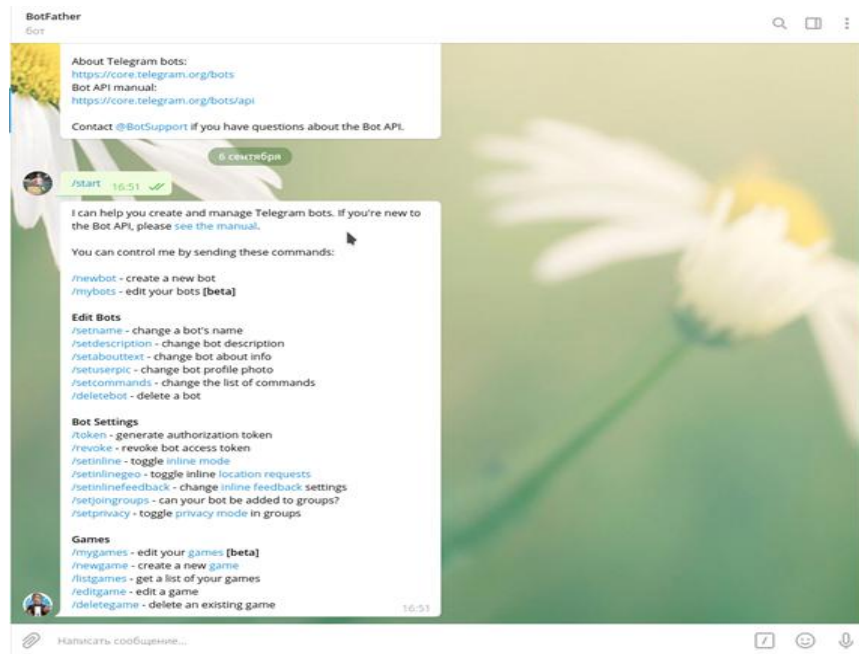 BotFather
бот
About Telegram bots:
https://core.telegram.org/bots
Bot API manual:
https://core.telegram.org/bots/api
Contact @BotSupport if you have questions about the Bot API.
6 сентября
/start 16:51
I can help you create and manage Telegram bots. If you're new to
the Bot API, please see the manual.
You can control me by sending these commands:
/newbot - create a new bot
/mybots - edit your bots [beta]
Edit Bots
/setname - change a bot's name
/setdescription - change bot description
/setabouttext - change bot about info
/setuserpic - change bot profile photo
/setcommands - change the list of commands
/deletebot - delete a bot
Bot Settings
/token - generate authorization token
/revoke - revoke bot access token
/setinline - toggle inline mode
/setinlinegeo - toggle inline location requests
/setinlinefeedback - change inline feedback settings
/setjoingroups - can your bot be added to groups?
/setprivacy - toggle privacy mode in groups
Games
/mygames - edit your games [beta]
/newgame - create a new game
/listgames - get a list of your games
/editgame - edit a game
/deletegame - delete an existing game
16:51
Написать сообщение...